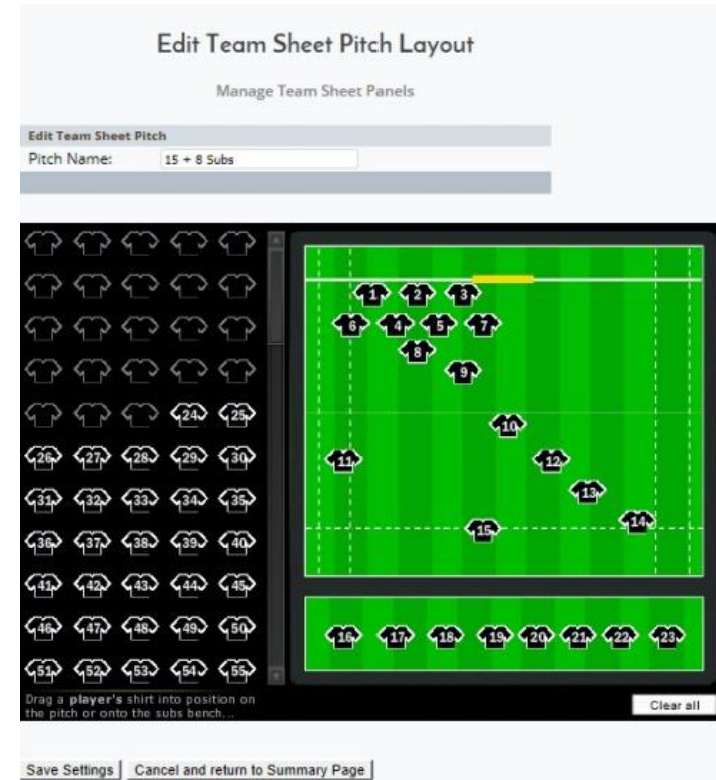 Edit Team Sheet Pitch Layout
Manage Team Sheet Panels
Edit Team Sheet Pitch
Pitch Name: 15 + 8 Subs
1 2 3
6 4 5 7
8
9
24 25
10
26 27 28 29 30
11 12
31 32 33 34 35
13
14
15
36 37 38 39 40
41 42 43 44 45
46 47 48 49 50
16 17 18 19 20 21 22 23
51 52 53 54 55
Drag a player's shirt into position on
the pitch or onto the subs bench...
Clear all
Save Settings Cancel and return to Summary Page